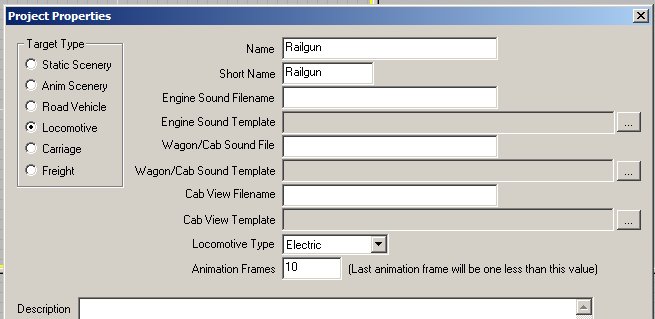 Project Properties
Target Type
Static Scenery
Anim Scenery
Road Vehicle
Locomotive
Carriage
Freight
Name Railgun
Short Name Railgun
Engine Sound Filename
Engine Sound Template ...
Wagon/Cab Sound File
Wagon/Cab Sound Template ...
Cab View Filename
Cab View Template ...
Locomotive Type Electric
Animation Frames 10 (Last animation frame will be one less than this value)
Description